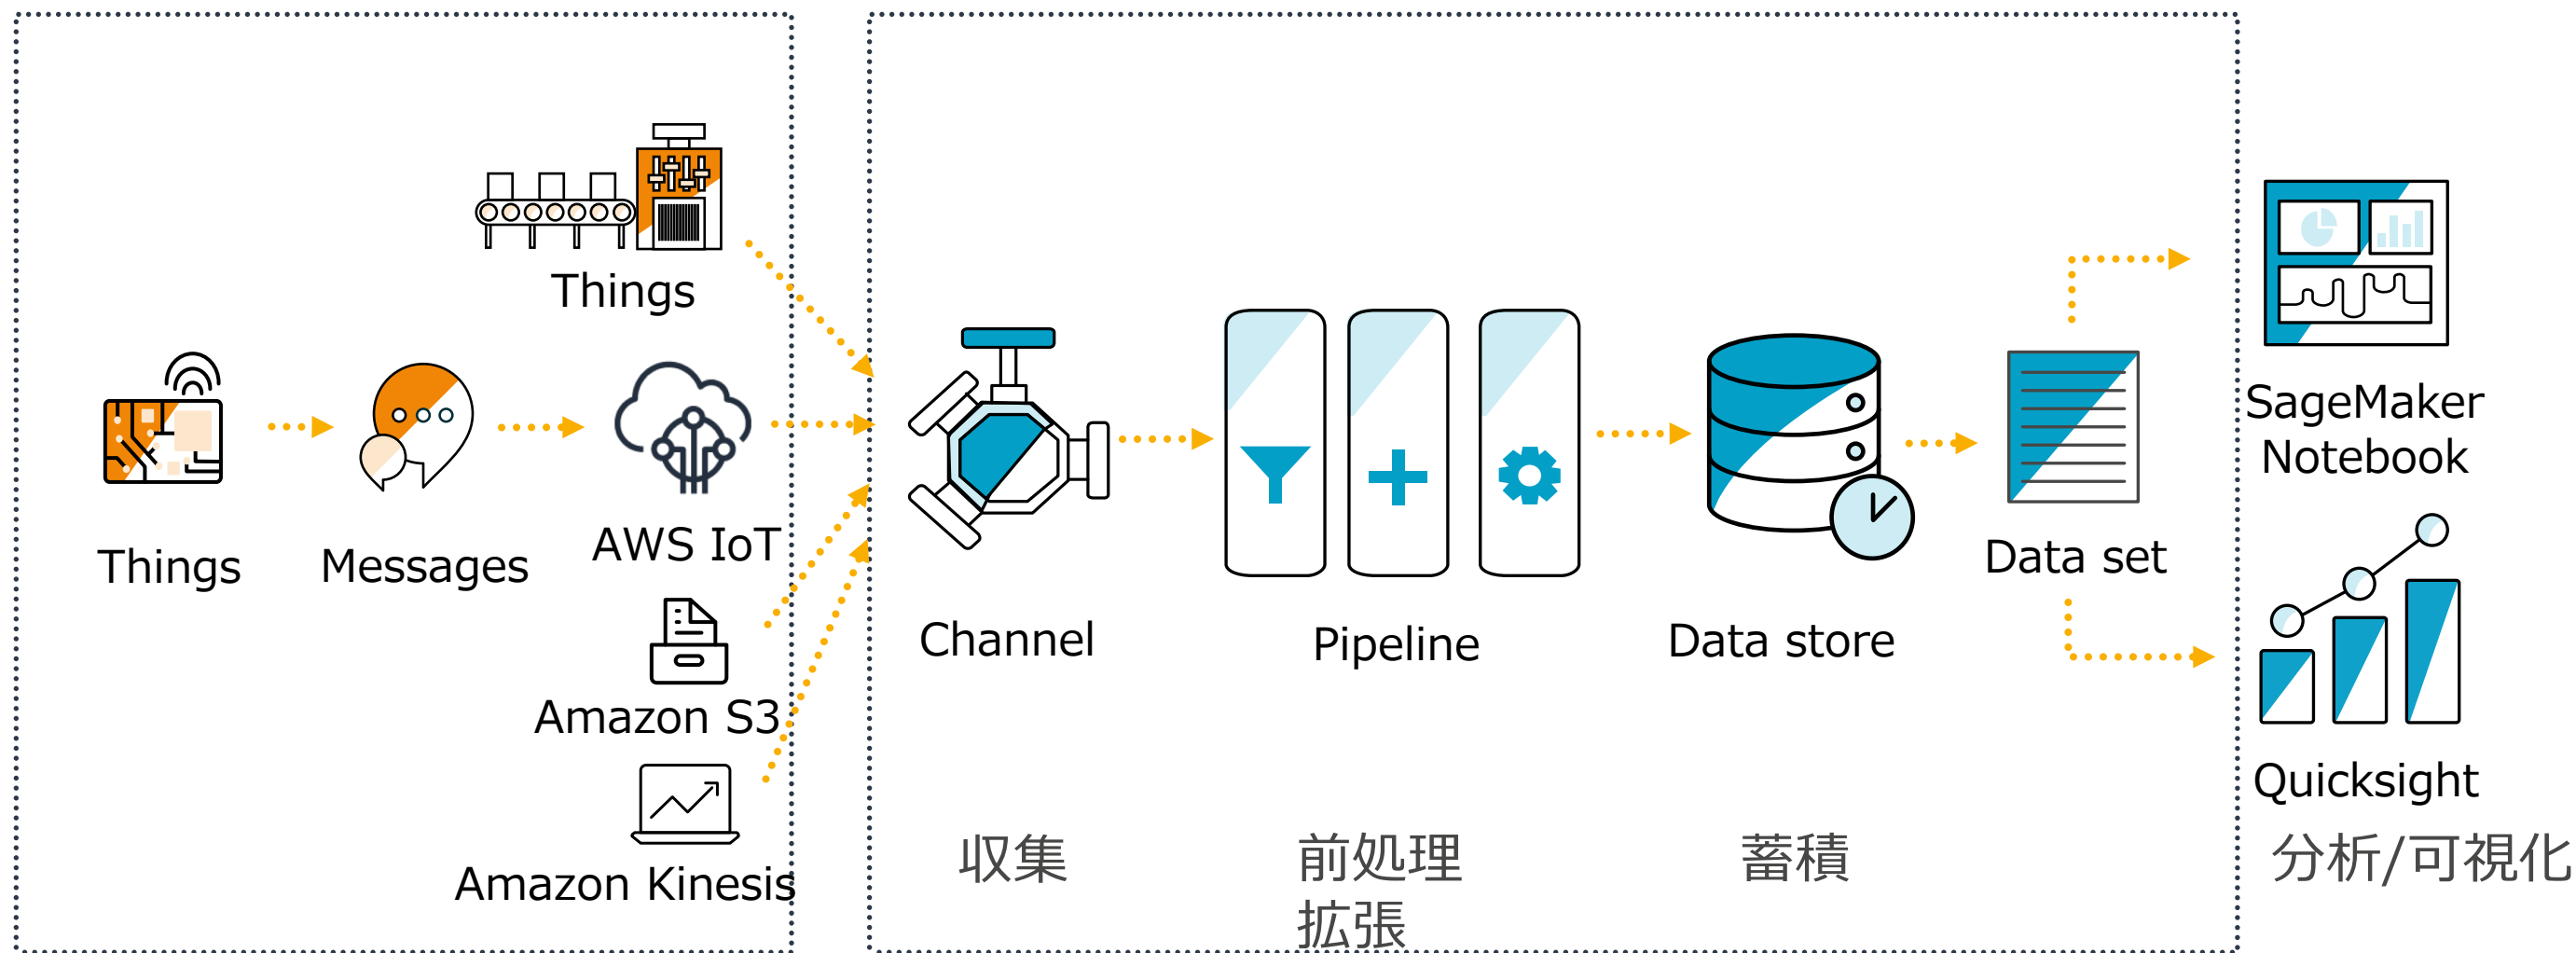 Things
Things
Messages
AWS IoT
Amazon S3
Amazon Kinesis
Channel
Pipeline
Data store
Data set
SageMaker
Notebook
Quicksight
収集
前処理
拡張
蓄積
分析/可視化